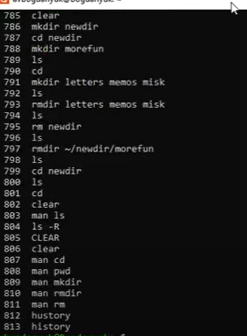 785 clear
786 mkdir newdir
787 cd newdir
788 mkdir morefun
789 ls
790 cd
791 mkdir letters memos misk
792 ls
793 rmdir letters memos misk
794 ls
795 rm newdir
796 ls
797 rmdir ~/newdir/morefun
798 ls
799 cd newdir
800 ls
801 cd
802 clear
803 man ls
804 ls -R
805 CLEAR
806 clear
807 man cd
808 man pwd
809 man mkdir
810 man rmdir
811 man rm
812 hustory
813 history